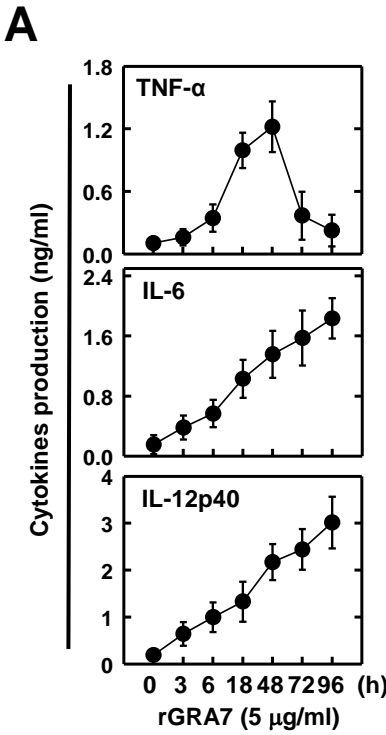 A
Cytokines production (ng/ml)
1.8
TNF-α
1.2
0.6
0.0
2.4
IL-6
1.6
0.8
0.0
4
IL-12p40
3
2
1
0
0 3 6 18 48 72 96 (h)
rGRA7 (5 μg/ml)